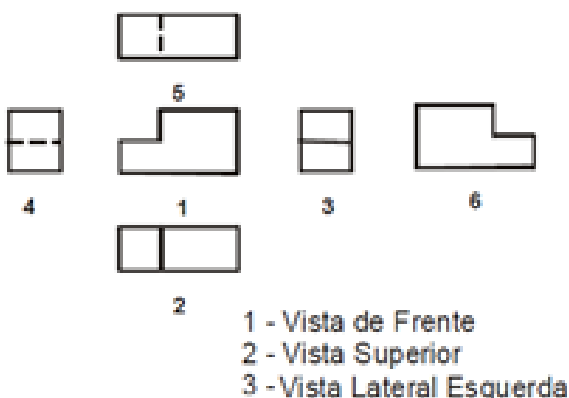 5
4 1 3 6
2
1 - Vista de Frente
2 - Vista Superior
3 - Vista Lateral Esquerda